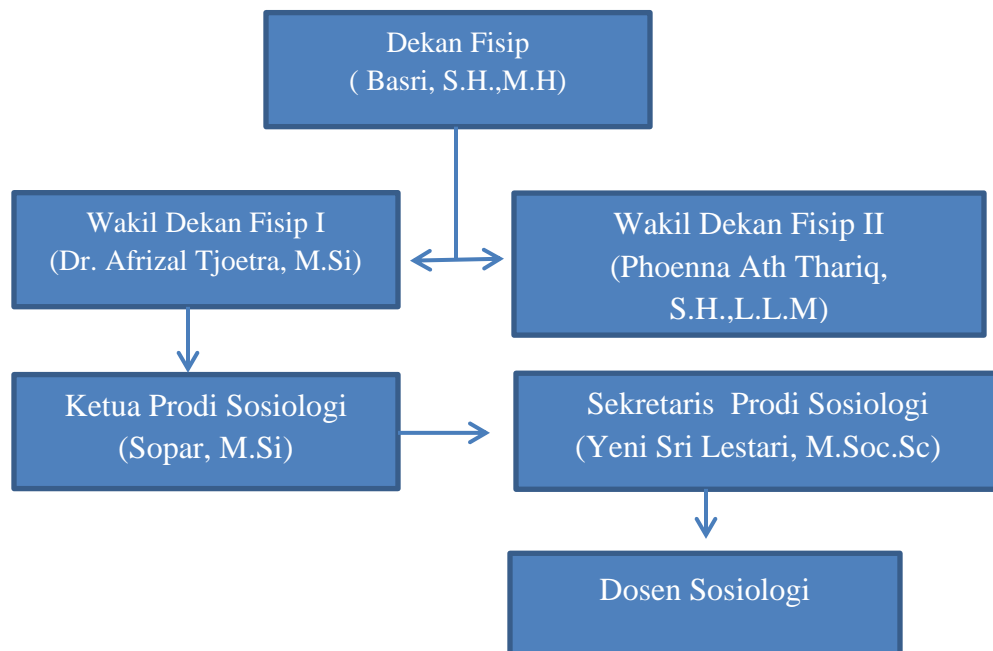 Dekan Fisip
( Basri, S.H.,M.H)
Wakil Dekan Fisip I
(Dr. Afrizal Tjoetra, M.Si)
Wakil Dekan Fisip II
(Phoenna Ath Thariq,
S.H.,L.L.M)
Ketua Prodi Sosiologi
(Sopar, M.Si)
Sekretaris  Prodi Sosiologi
(Yeni Sri Lestari, M.Soc.Sc)
Dosen Sosiologi